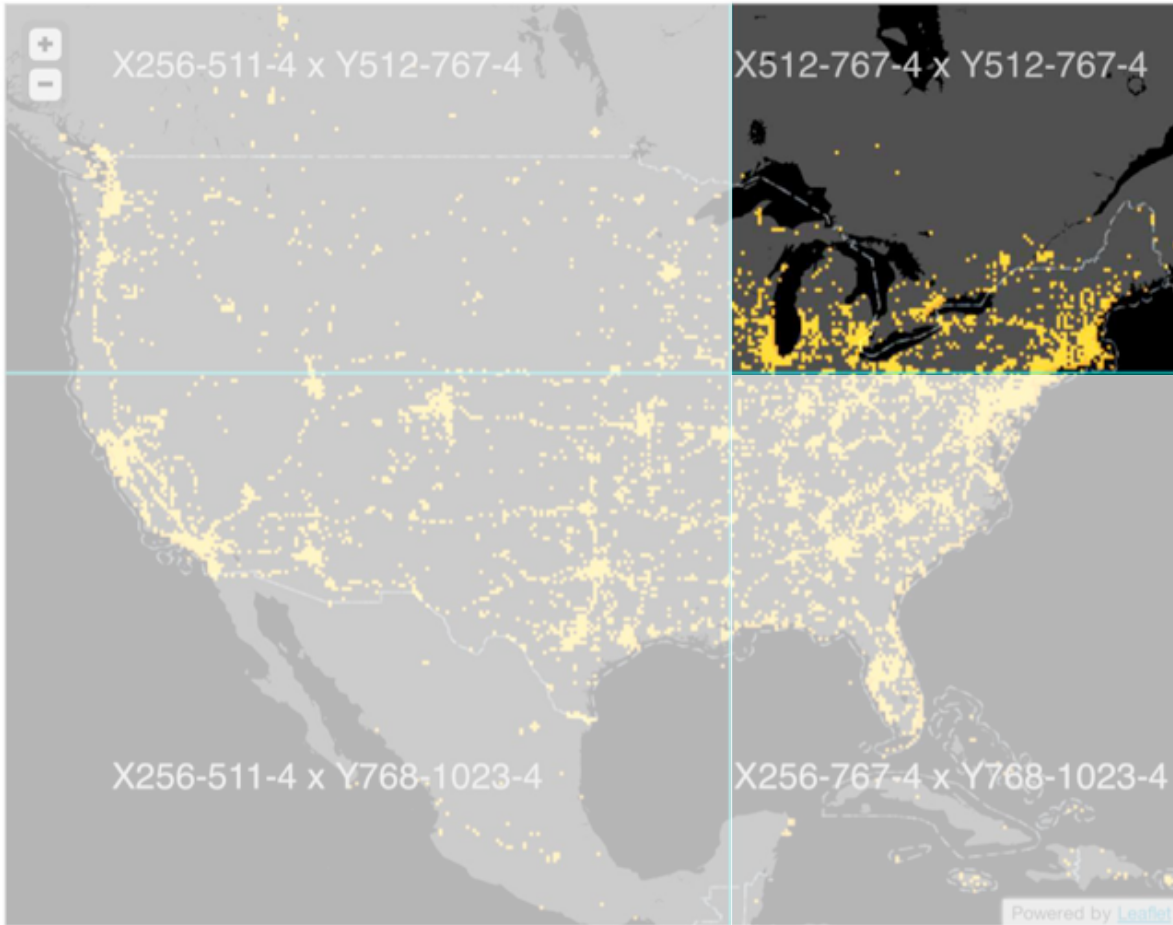 +
−
X256-511-4 x Y512-767-4
X512-767-4 x Y512-767-4
X256-511-4 x Y768-1023-4
X256-767-4 x Y768-1023-4
Powered by Leaflet